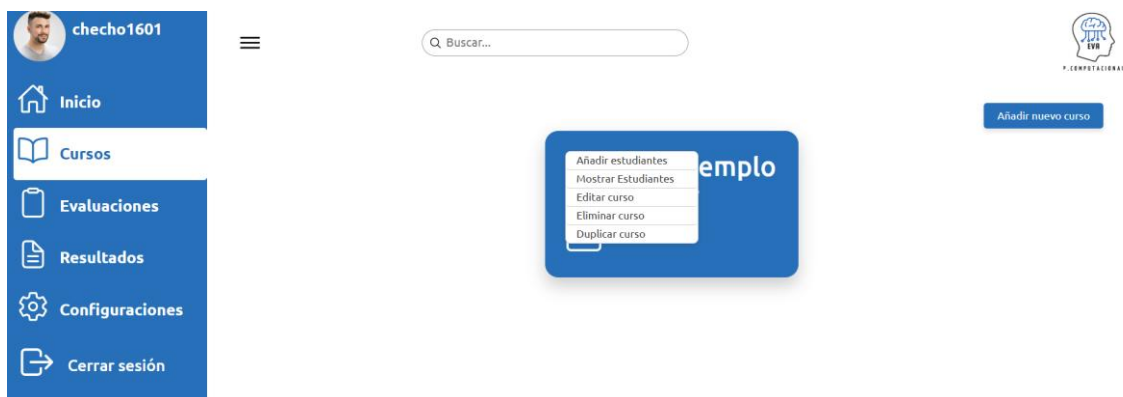 checho1601
Buscar...
EVA
P.COMPUTACIONAL
Inicio
Cursos
Evaluaciones
Resultados
Configuraciones
Cerrar sesión
Añadir nuevo curso
emplo
Añadir estudiantes
Mostrar Estudiantes
Editar curso
Eliminar curso
Duplicar curso